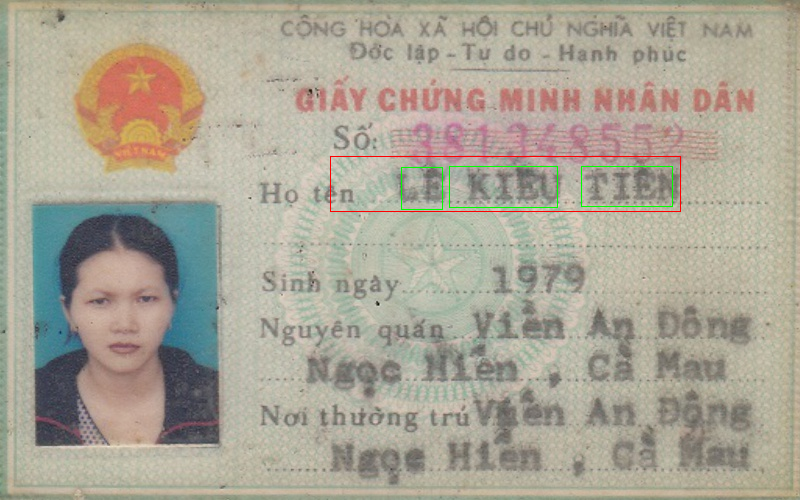 CỘNG HÒA XÃ HỘI CHỦ NGHĨA VIỆT NAM
Độc lập - Tự do - Hạnh phúc
GIẤY CHỨNG MINH NHÂN DÂN
VIỆT NAM
Số: 381348552
Họ tên LÊ KIỀU TIÊN
Sinh ngày 1979
Nguyên quán Viên An Đông
Ngọc Hiển , Cà Mau
Nơi thường trú Viên An Đông
Ngọc Hiển , Cà Mau